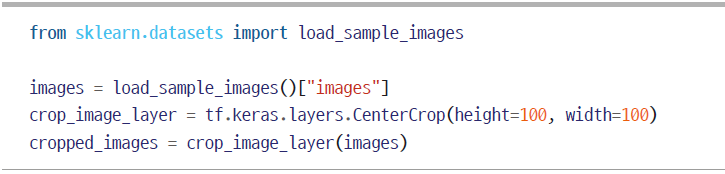 from sklearn.datasets import load_sample_images
images = load_sample_images()["images"]
crop_image_layer = tf.keras.layers.CenterCrop(height=100, width=100)
cropped_images = crop_image_layer(images)